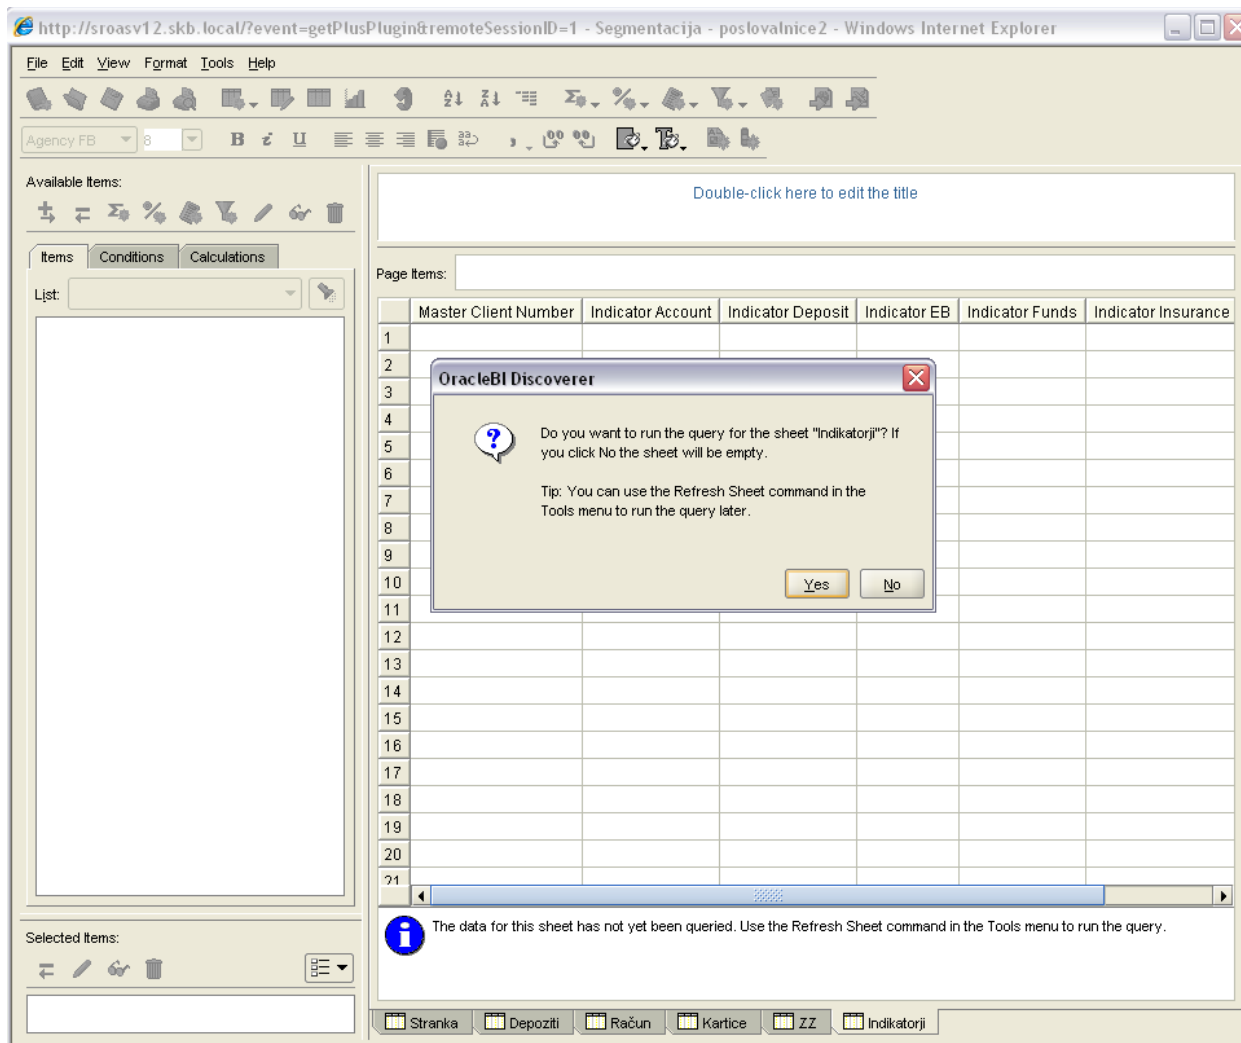 http://sroasv12.skb.local/?event=getPlusPlugin&remoteSessionID=1 - Segmentacija - poslovalnice2 - Windows Internet Explorer
File Edit View Format Tools Help
Agency FB 8 B i U
Available Items:
Items Conditions Calculations
List:
Double-click here to edit the title
Page Items:
Master Client Number Indicator Account Indicator Deposit Indicator EB Indicator Funds Indicator Insurance
1
2
3
4
5
6
7
8
9
10
11
12
13
14
15
16
17
18
19
20
21
OracleBI Discoverer
Do you want to run the query for the sheet "Indikatorji"? If
you click No the sheet will be empty.
Tip: You can use the Refresh Sheet command in the
Tools menu to run the query later.
Yes No
The data for this sheet has not yet been queried. Use the Refresh Sheet command in the Tools menu to run the query.
Selected Items:
Stranka Depoziti Račun Kartice ZZ Indikatorji